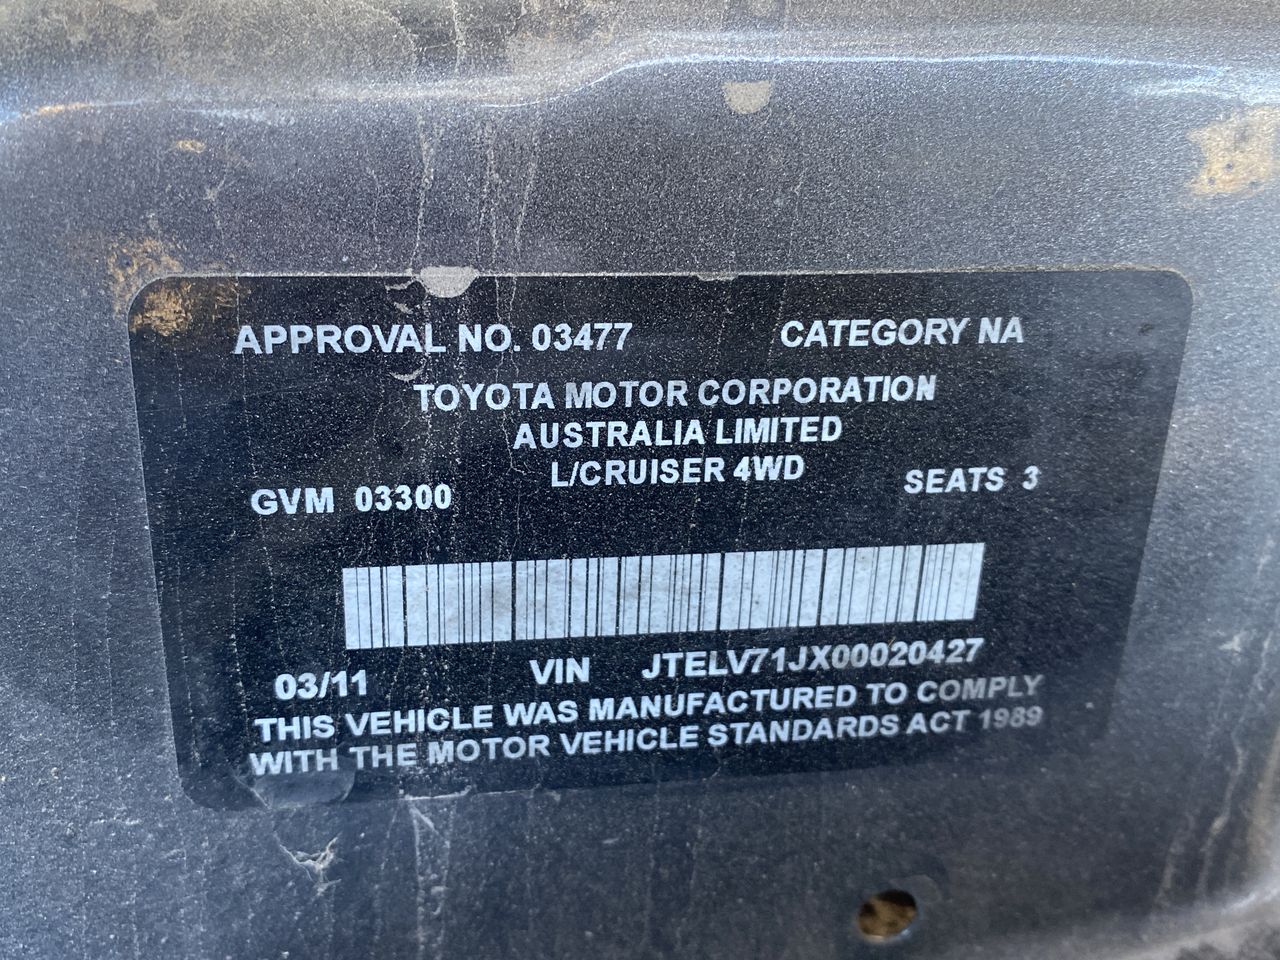 APPROVAL NO. 03477 CATEGORY NA
TOYOTA MOTOR CORPORATION
AUSTRALIA LIMITED
L/CRUISER 4WD
GVM 03300 SEATS 3
03/11 VIN JTELV71JX00020427
THIS VEHICLE WAS MANUFACTURED TO COMPLY
WITH THE MOTOR VEHICLE STANDARDS ACT 1989